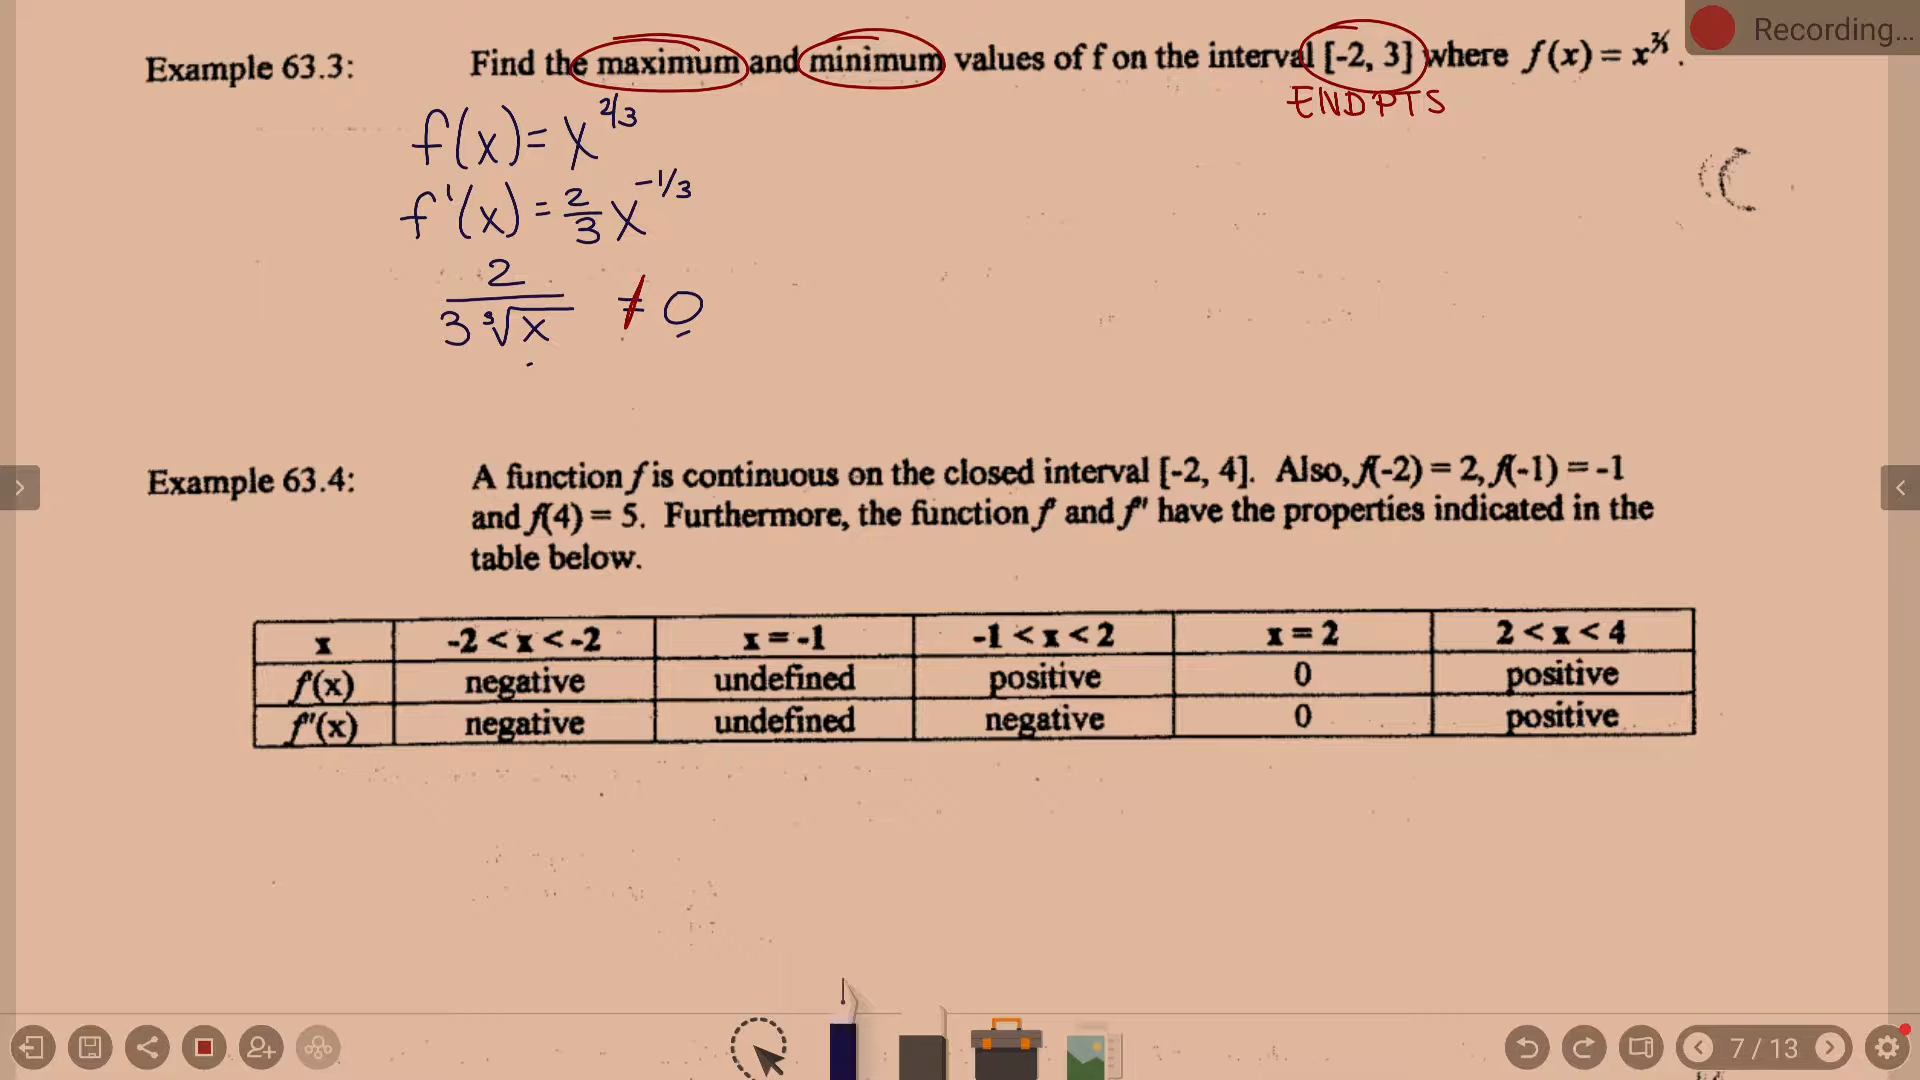 Recording...
Example 63.3: Find the maximum and minimum values of f on the interval [-2, 3] where f(x) = x^⅔.
ENDPTS
f(x) = x^2/3
f'(x) = 2/3 x^-1/3
2/(3 ³√x) ≠ 0
Example 63.4: A function f is continuous on the closed interval [-2, 4]. Also, f(-2) = 2, f(-1) = -1
and f(4) = 5. Furthermore, the function f' and f" have the properties indicated in the
table below.
x -2 < x < -2 x = -1 -1 < x < 2 x = 2 2 < x < 4
f'(x) negative undefined positive 0 positive
f"(x) negative undefined negative 0 positive
7 / 13